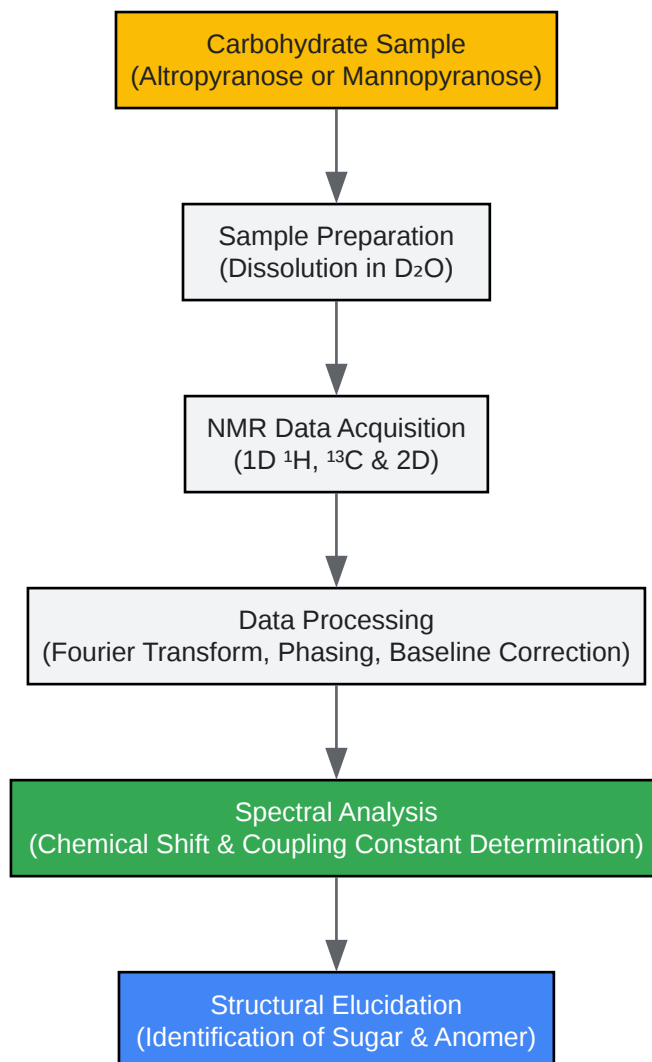 Carbohydrate Sample
(Altropyranose or Mannopyranose)
Sample Preparation
(Dissolution in D₂O)
NMR Data Acquisition
(1D ¹H, ¹³C & 2D)
Data Processing
(Fourier Transform, Phasing, Baseline Correction)
Spectral Analysis
(Chemical Shift & Coupling Constant Determination)
Structural Elucidation
(Identification of Sugar & Anomer)